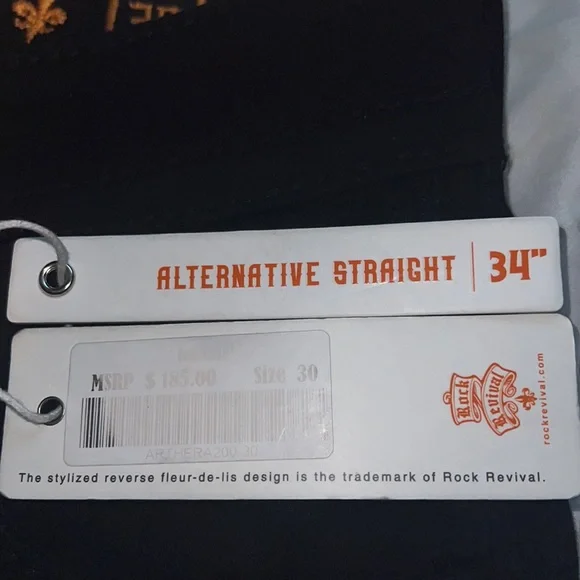 ALTERNATIVE STRAIGHT | 34"
MSRP $ 185.00 Size 30
The stylized reverse fleur-de-lis design is the trademark of Rock Revival.
Rock Revival
rockrevival.com